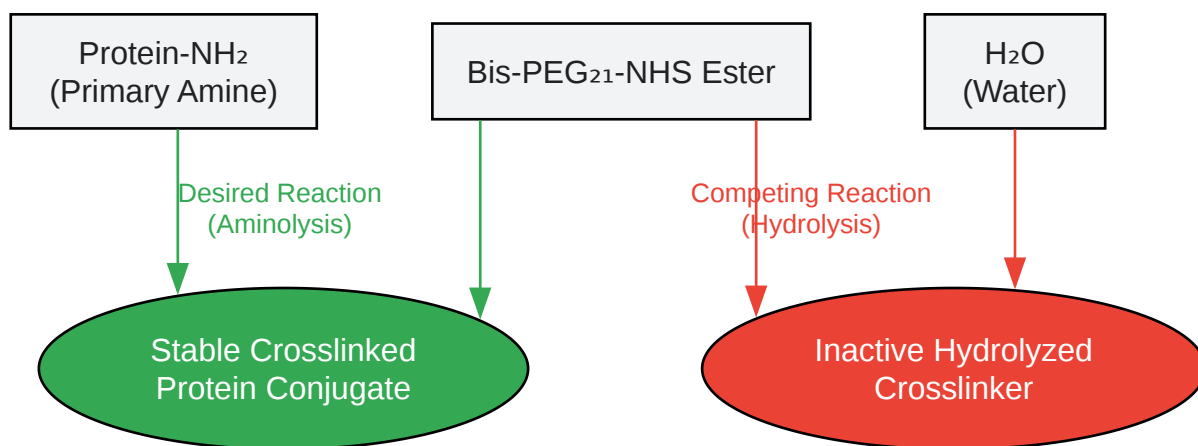 Protein-NH₂
(Primary Amine)
Bis-PEG₂₁-NHS Ester
H₂O
(Water)
Desired Reaction
(Aminolysis)
Competing Reaction
(Hydrolysis)
Stable Crosslinked
Protein Conjugate
Inactive Hydrolyzed
Crosslinker